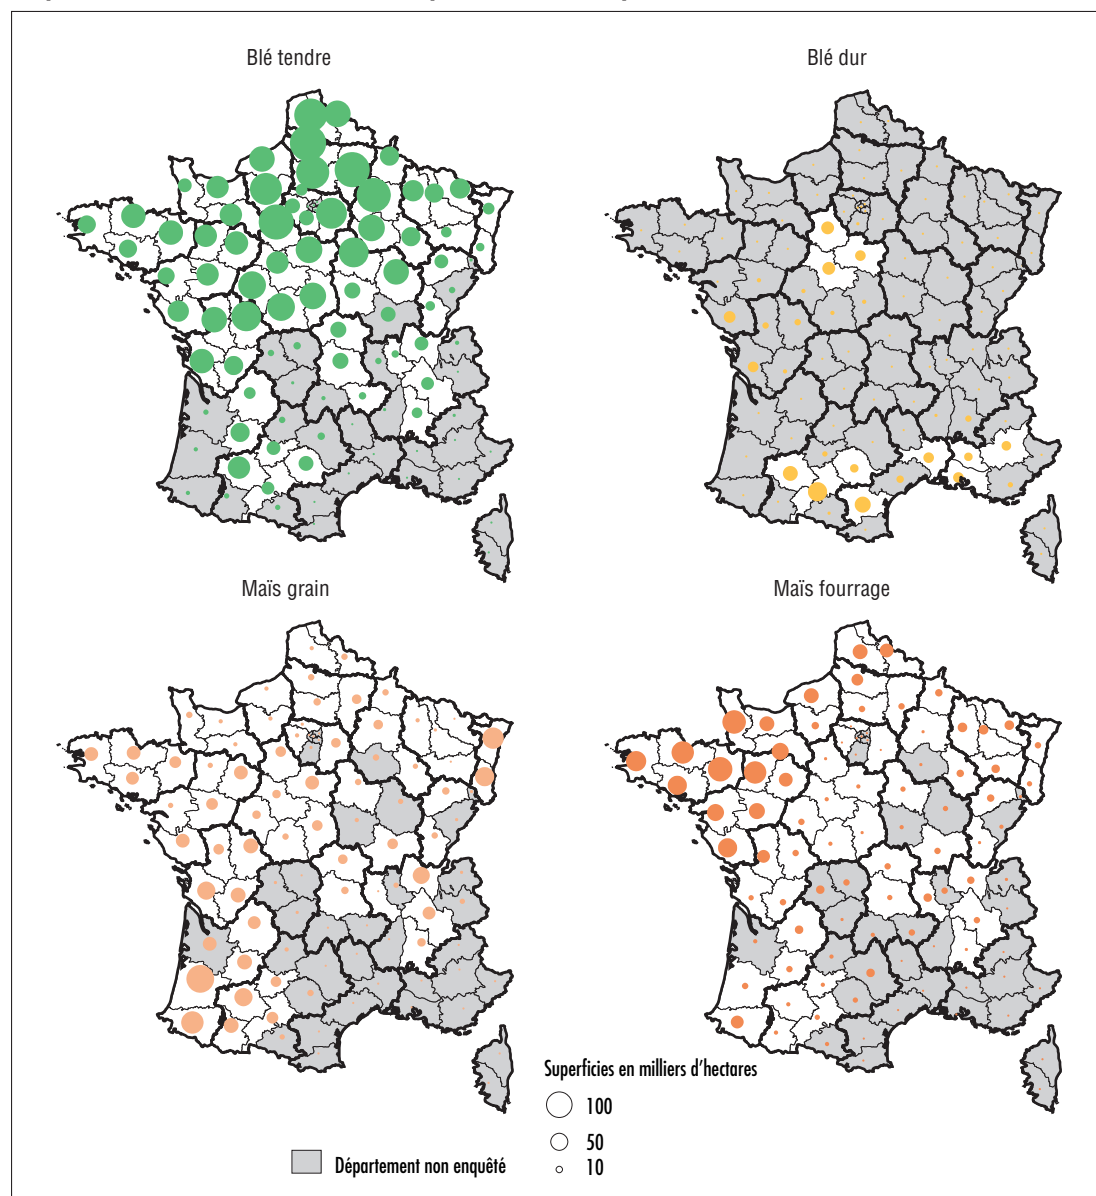 Blé tendre
Blé dur
Maïs grain
Maïs fourrage
Superficies en milliers d’hectares
100
50
10
Département non enquêté